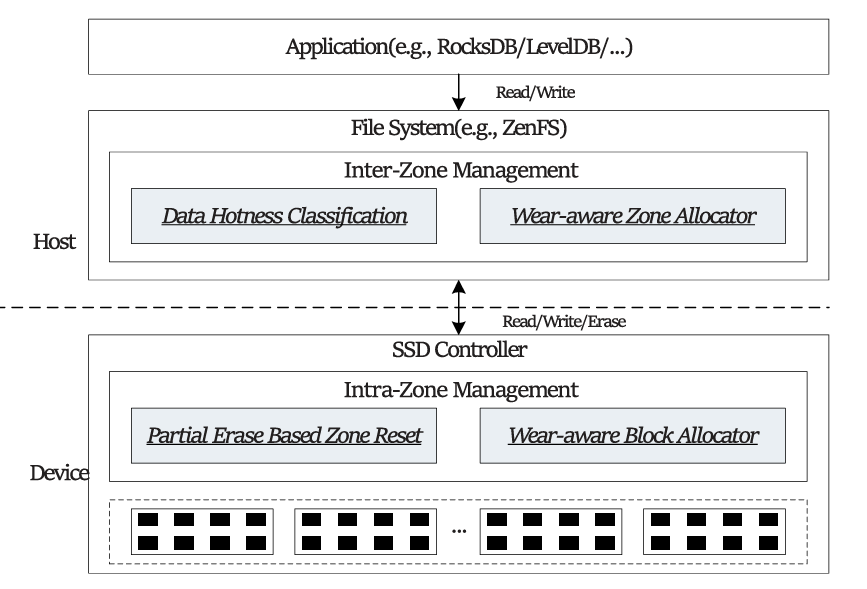 Application(e.g., RocksDB/LevelDB/...)
Read/Write
File System(e.g., ZenFS)
Inter-Zone Management
Data Hotness Classification
Wear-aware Zone Allocator
Host
Read/Write/Erase
SSD Controller
Intra-Zone Management
Partial Erase Based Zone Reset
Wear-aware Block Allocator
Device
...